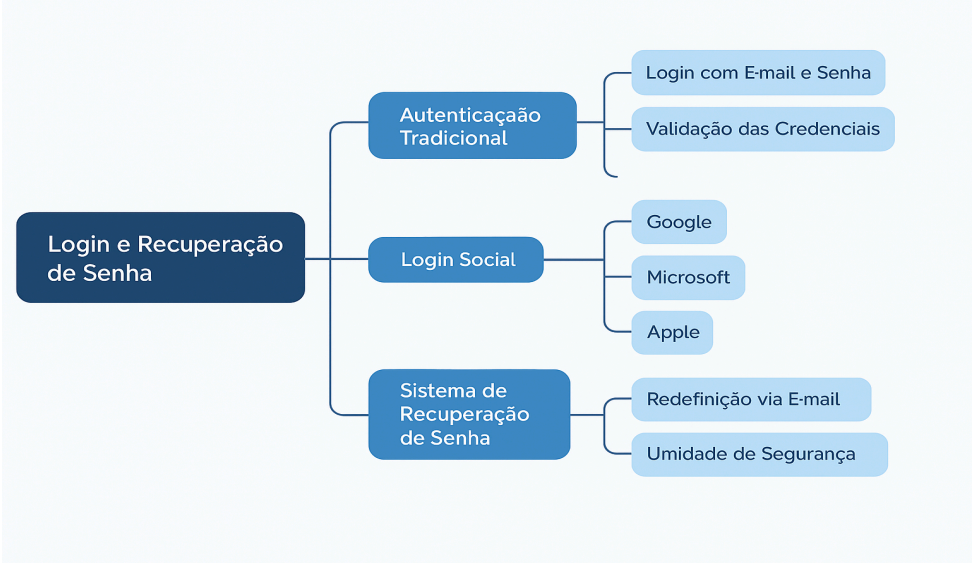 Login e Recuperação
de Senha
Autenticaçaão
Tradicional
Login com E-mail e Senha
Validação das Credenciais
Login Social
Google
Microsoft
Apple
Sistema de
Recuperação
de Senha
Redefinição via E-mail
Umidade de Segurança